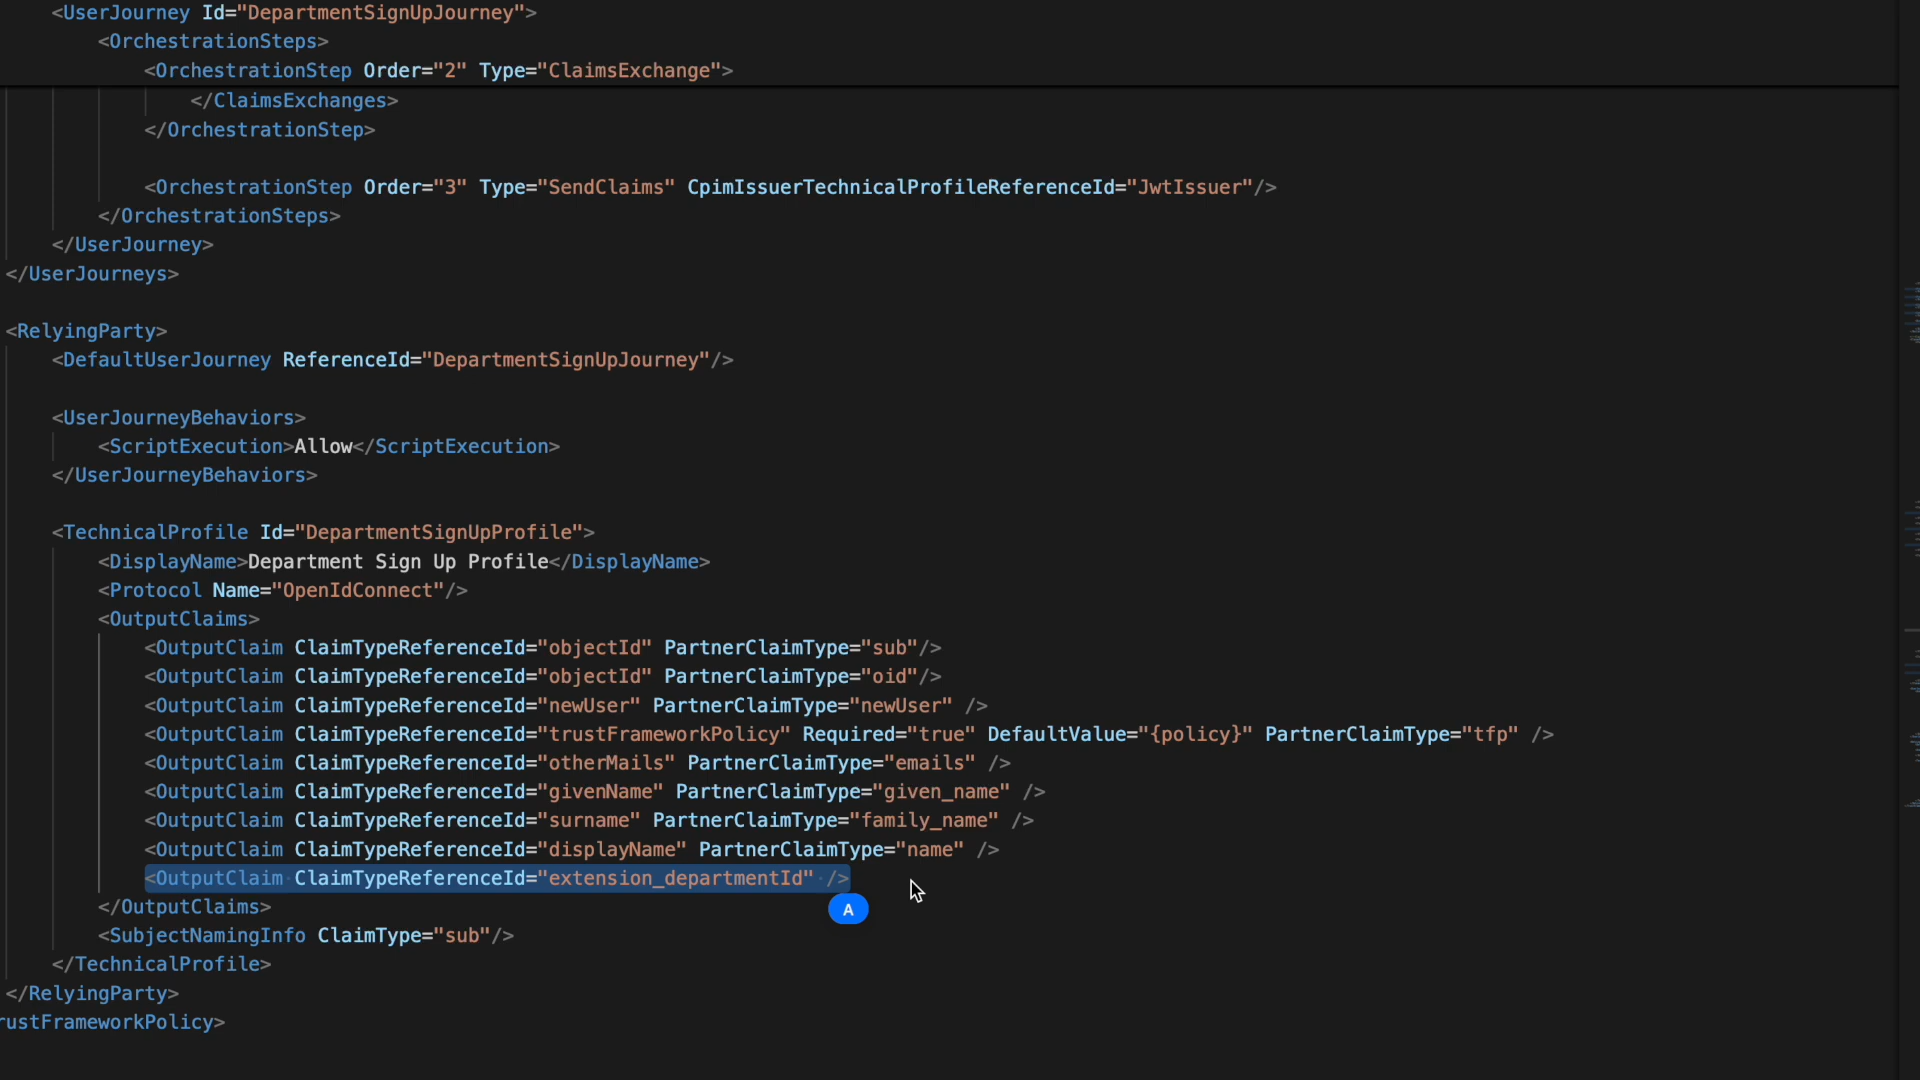 <UserJourney Id="DepartmentSignUpJourney">
<OrchestrationSteps>
<OrchestrationStep Order="2" Type="ClaimsExchange">
</ClaimsExchanges>
</OrchestrationStep>
<OrchestrationStep Order="3" Type="SendClaims" CpimIssuerTechnicalProfileReferenceId="JwtIssuer"/>
</OrchestrationSteps>
</UserJourney>
</UserJourneys>
<RelyingParty>
<DefaultUserJourney ReferenceId="DepartmentSignUpJourney"/>
<UserJourneyBehaviors>
<ScriptExecution>Allow</ScriptExecution>
</UserJourneyBehaviors>
<TechnicalProfile Id="DepartmentSignUpProfile">
<DisplayName>Department Sign Up Profile</DisplayName>
<Protocol Name="OpenIdConnect"/>
<OutputClaims>
<OutputClaim ClaimTypeReferenceId="objectId" PartnerClaimType="sub"/>
<OutputClaim ClaimTypeReferenceId="objectId" PartnerClaimType="oid"/>
<OutputClaim ClaimTypeReferenceId="newUser" PartnerClaimType="newUser" />
<OutputClaim ClaimTypeReferenceId="trustFrameworkPolicy" Required="true" DefaultValue="{policy}" PartnerClaimType="tfp" />
<OutputClaim ClaimTypeReferenceId="otherMails" PartnerClaimType="emails" />
<OutputClaim ClaimTypeReferenceId="givenName" PartnerClaimType="given_name" />
<OutputClaim ClaimTypeReferenceId="surname" PartnerClaimType="family_name" />
<OutputClaim ClaimTypeReferenceId="displayName" PartnerClaimType="name" />
<OutputClaim ClaimTypeReferenceId="extension_departmentId" />
A
</OutputClaims>
<SubjectNamingInfo ClaimType="sub"/>
</TechnicalProfile>
</RelyingParty>
rustFrameworkPolicy>